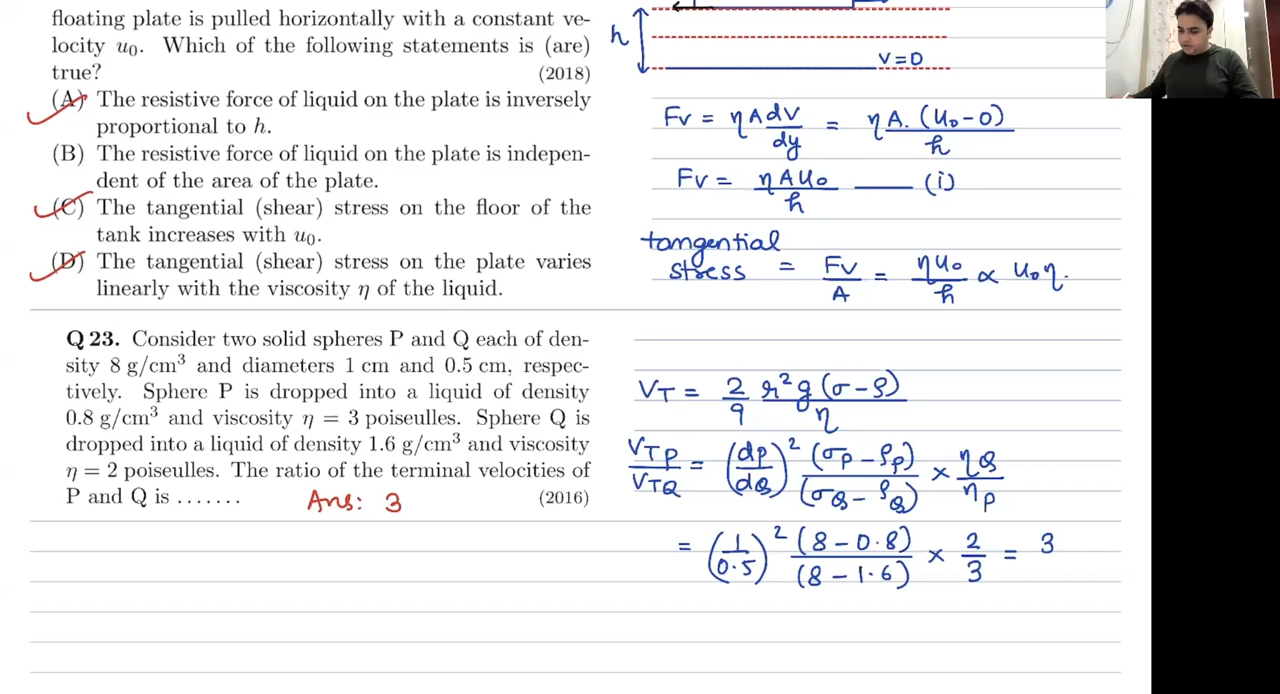 floating plate is pulled horizontally with a constant ve-
locity u₀. Which of the following statements is (are)
true? (2018)
(A) The resistive force of liquid on the plate is inversely
proportional to h.
(B) The resistive force of liquid on the plate is indepen-
dent of the area of the plate.
(C) The tangential (shear) stress on the floor of the
tank increases with u₀.
(D) The tangential (shear) stress on the plate varies
linearly with the viscosity η of the liquid.
h
V=0
Fv = ηA dv/dy = ηA.(u₀-0)/h
Fv = ηAu₀/h —— (i)
tangential
stress = Fv/A = ηu₀/h ∝ u₀η.
Q 23. Consider two solid spheres P and Q each of den-
sity 8 g/cm³ and diameters 1 cm and 0.5 cm, respec-
tively. Sphere P is dropped into a liquid of density
0.8 g/cm³ and viscosity η = 3 poiseulles. Sphere Q is
dropped into a liquid of density 1.6 g/cm³ and viscosity
η = 2 poiseulles. The ratio of the terminal velocities of
P and Q is ....... (2016)
Ans: 3
VT = 2/9 r²g(σ-ρ)/η
VTP/VTQ = (dp/dQ)² (σp-ρp)/(σQ-ρQ) × ηQ/ηp
= (1/0.5)² (8-0.8)/(8-1.6) × 2/3 = 3